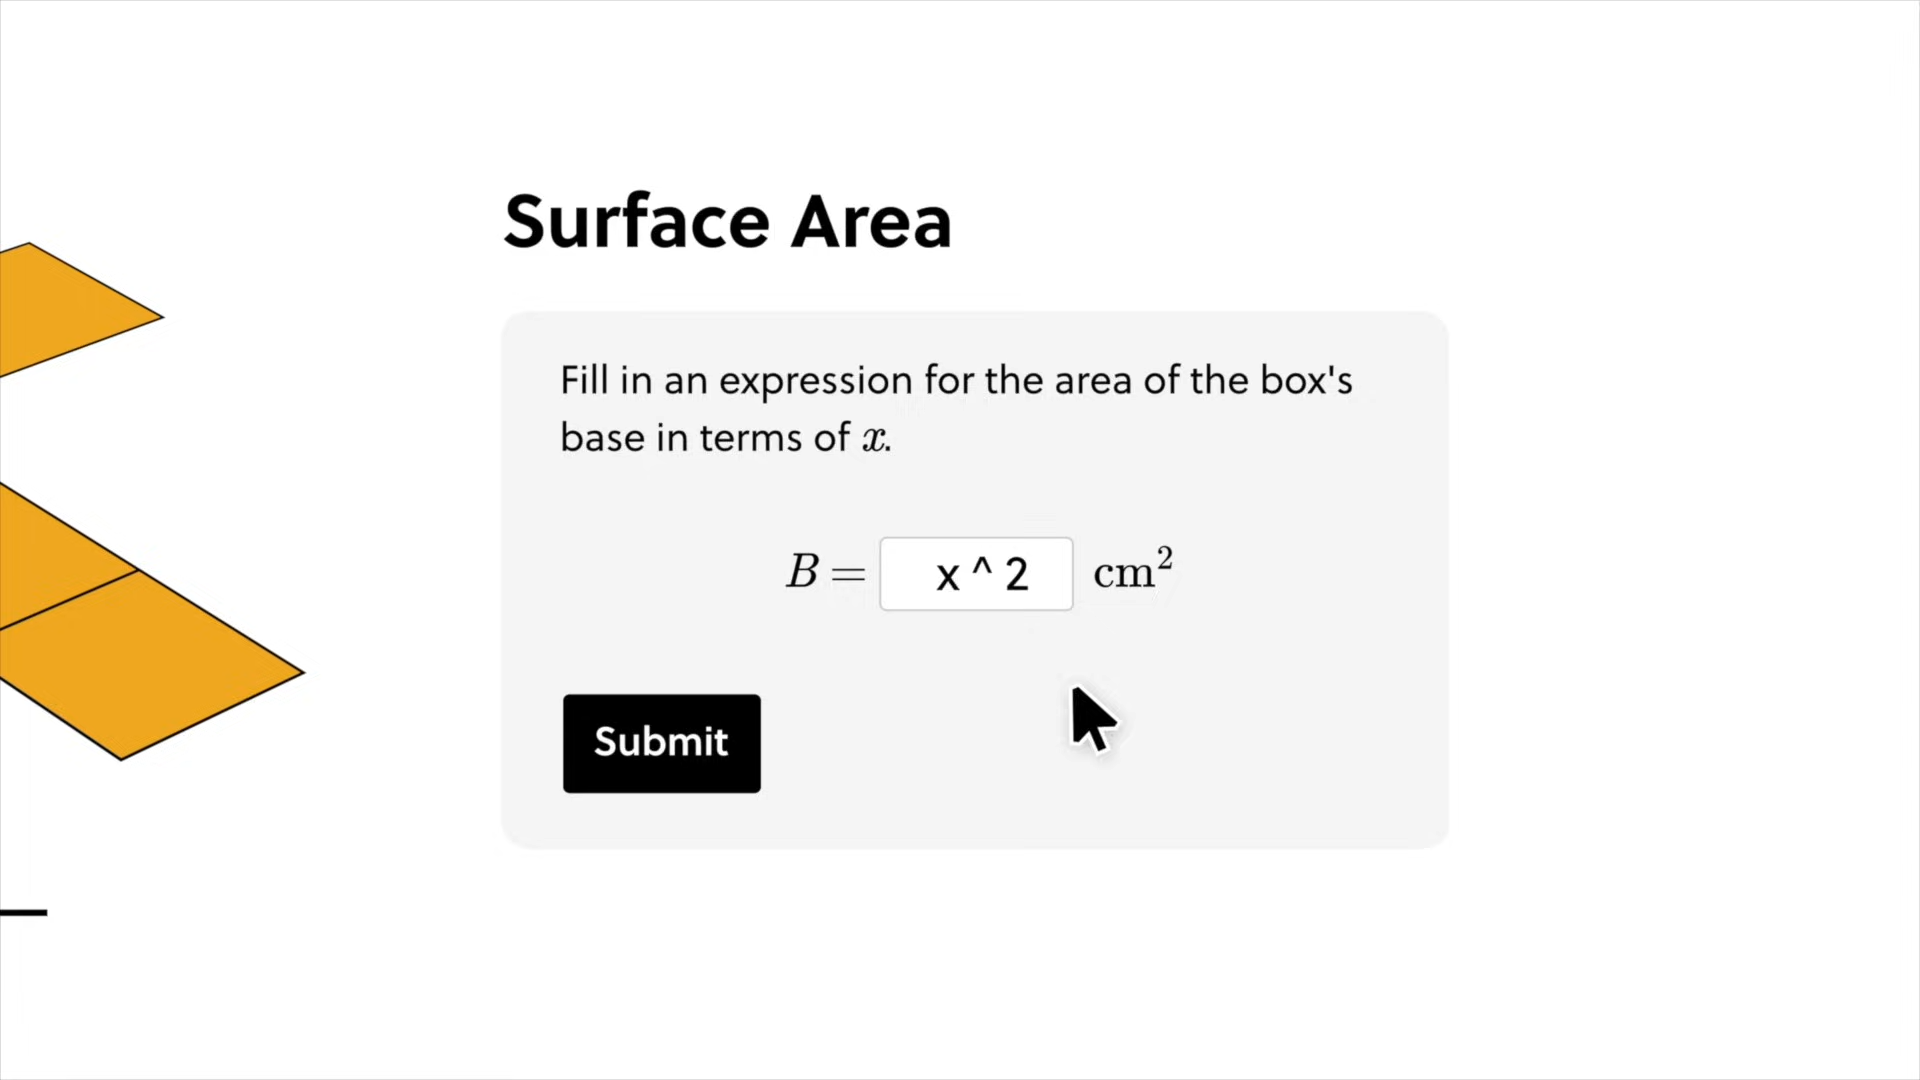 Surface Area
Fill in an expression for the area of the box's
base in terms of x.
B = x ^ 2 cm²
Submit